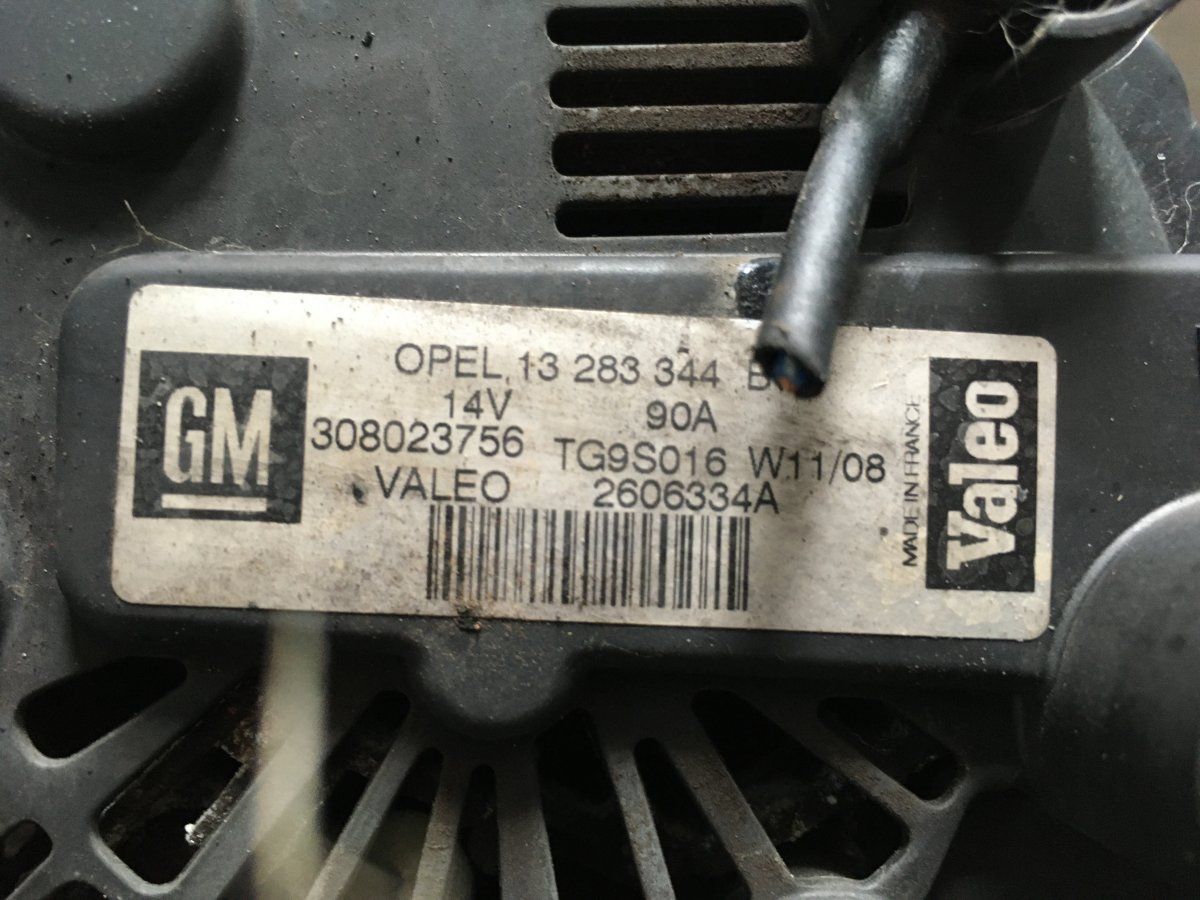 GM
OPEL 13 283 344
14V 90A
308023756 TG9S016 W11/08
VALEO 2606334A
MADE IN FRANCE
Valeo